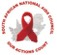 SOUTH AFRICAN NATIONAL AIDS COUNCIL
OUR ACTIONS COUNT